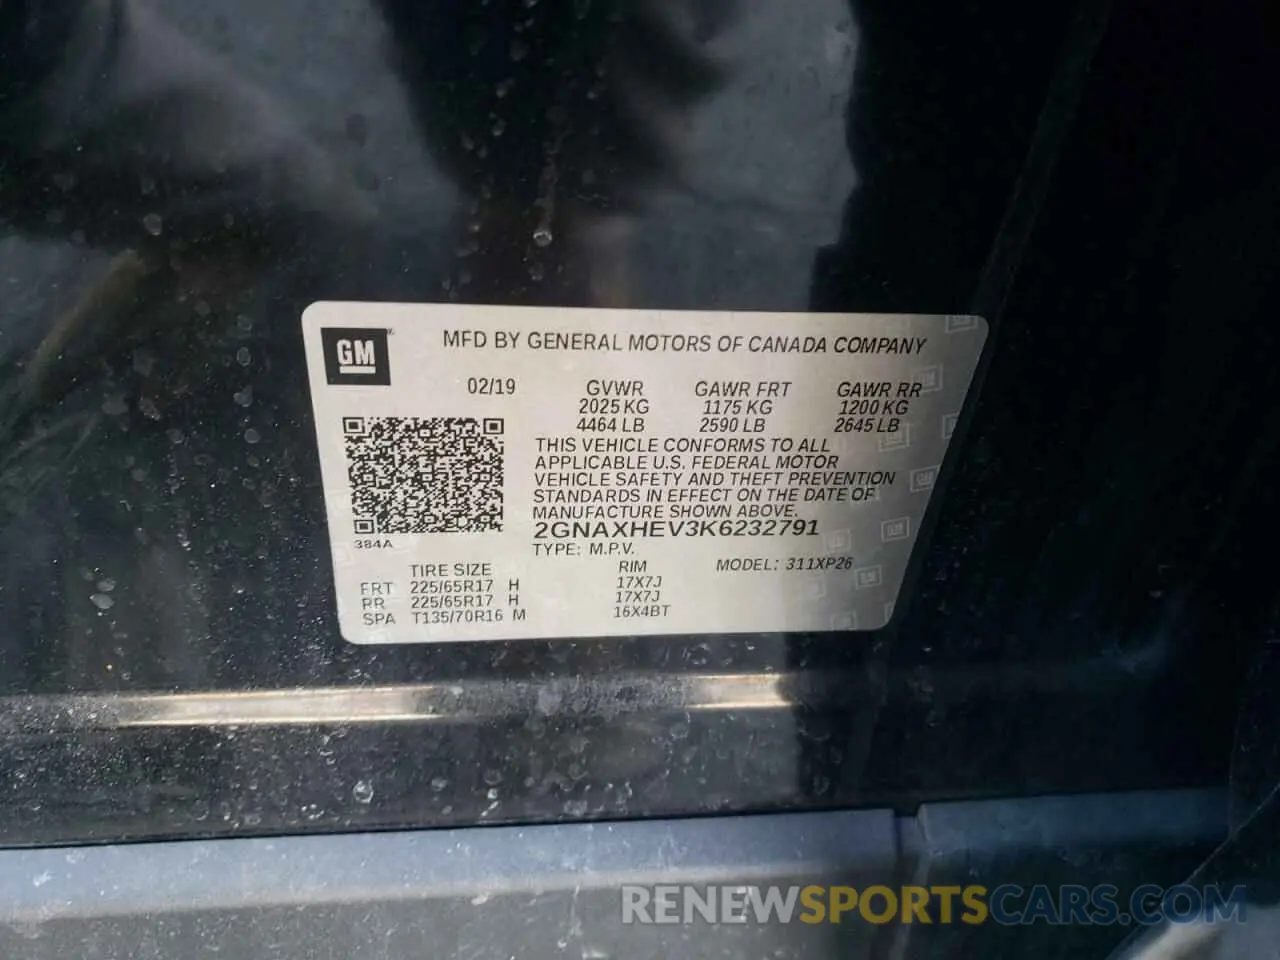 GM
MFD BY GENERAL MOTORS OF CANADA COMPANY
02/19 GVWR GAWR FRT GAWR RR
2025 KG 1175 KG 1200 KG
4464 LB 2590 LB 2645 LB
THIS VEHICLE CONFORMS TO ALL
APPLICABLE U.S. FEDERAL MOTOR
VEHICLE SAFETY AND THEFT PREVENTION
STANDARDS IN EFFECT ON THE DATE OF
MANUFACTURE SHOWN ABOVE.
2GNAXHEV3K6232791
384A
TYPE: M.P.V. MODEL: 311XP26
TIRE SIZE RIM
FRT 225/65R17 H 17X7J
RR 225/65R17 H 17X7J
SPA T135/70R16 M 16X4BT
RENEWSPORTSCARS.COM